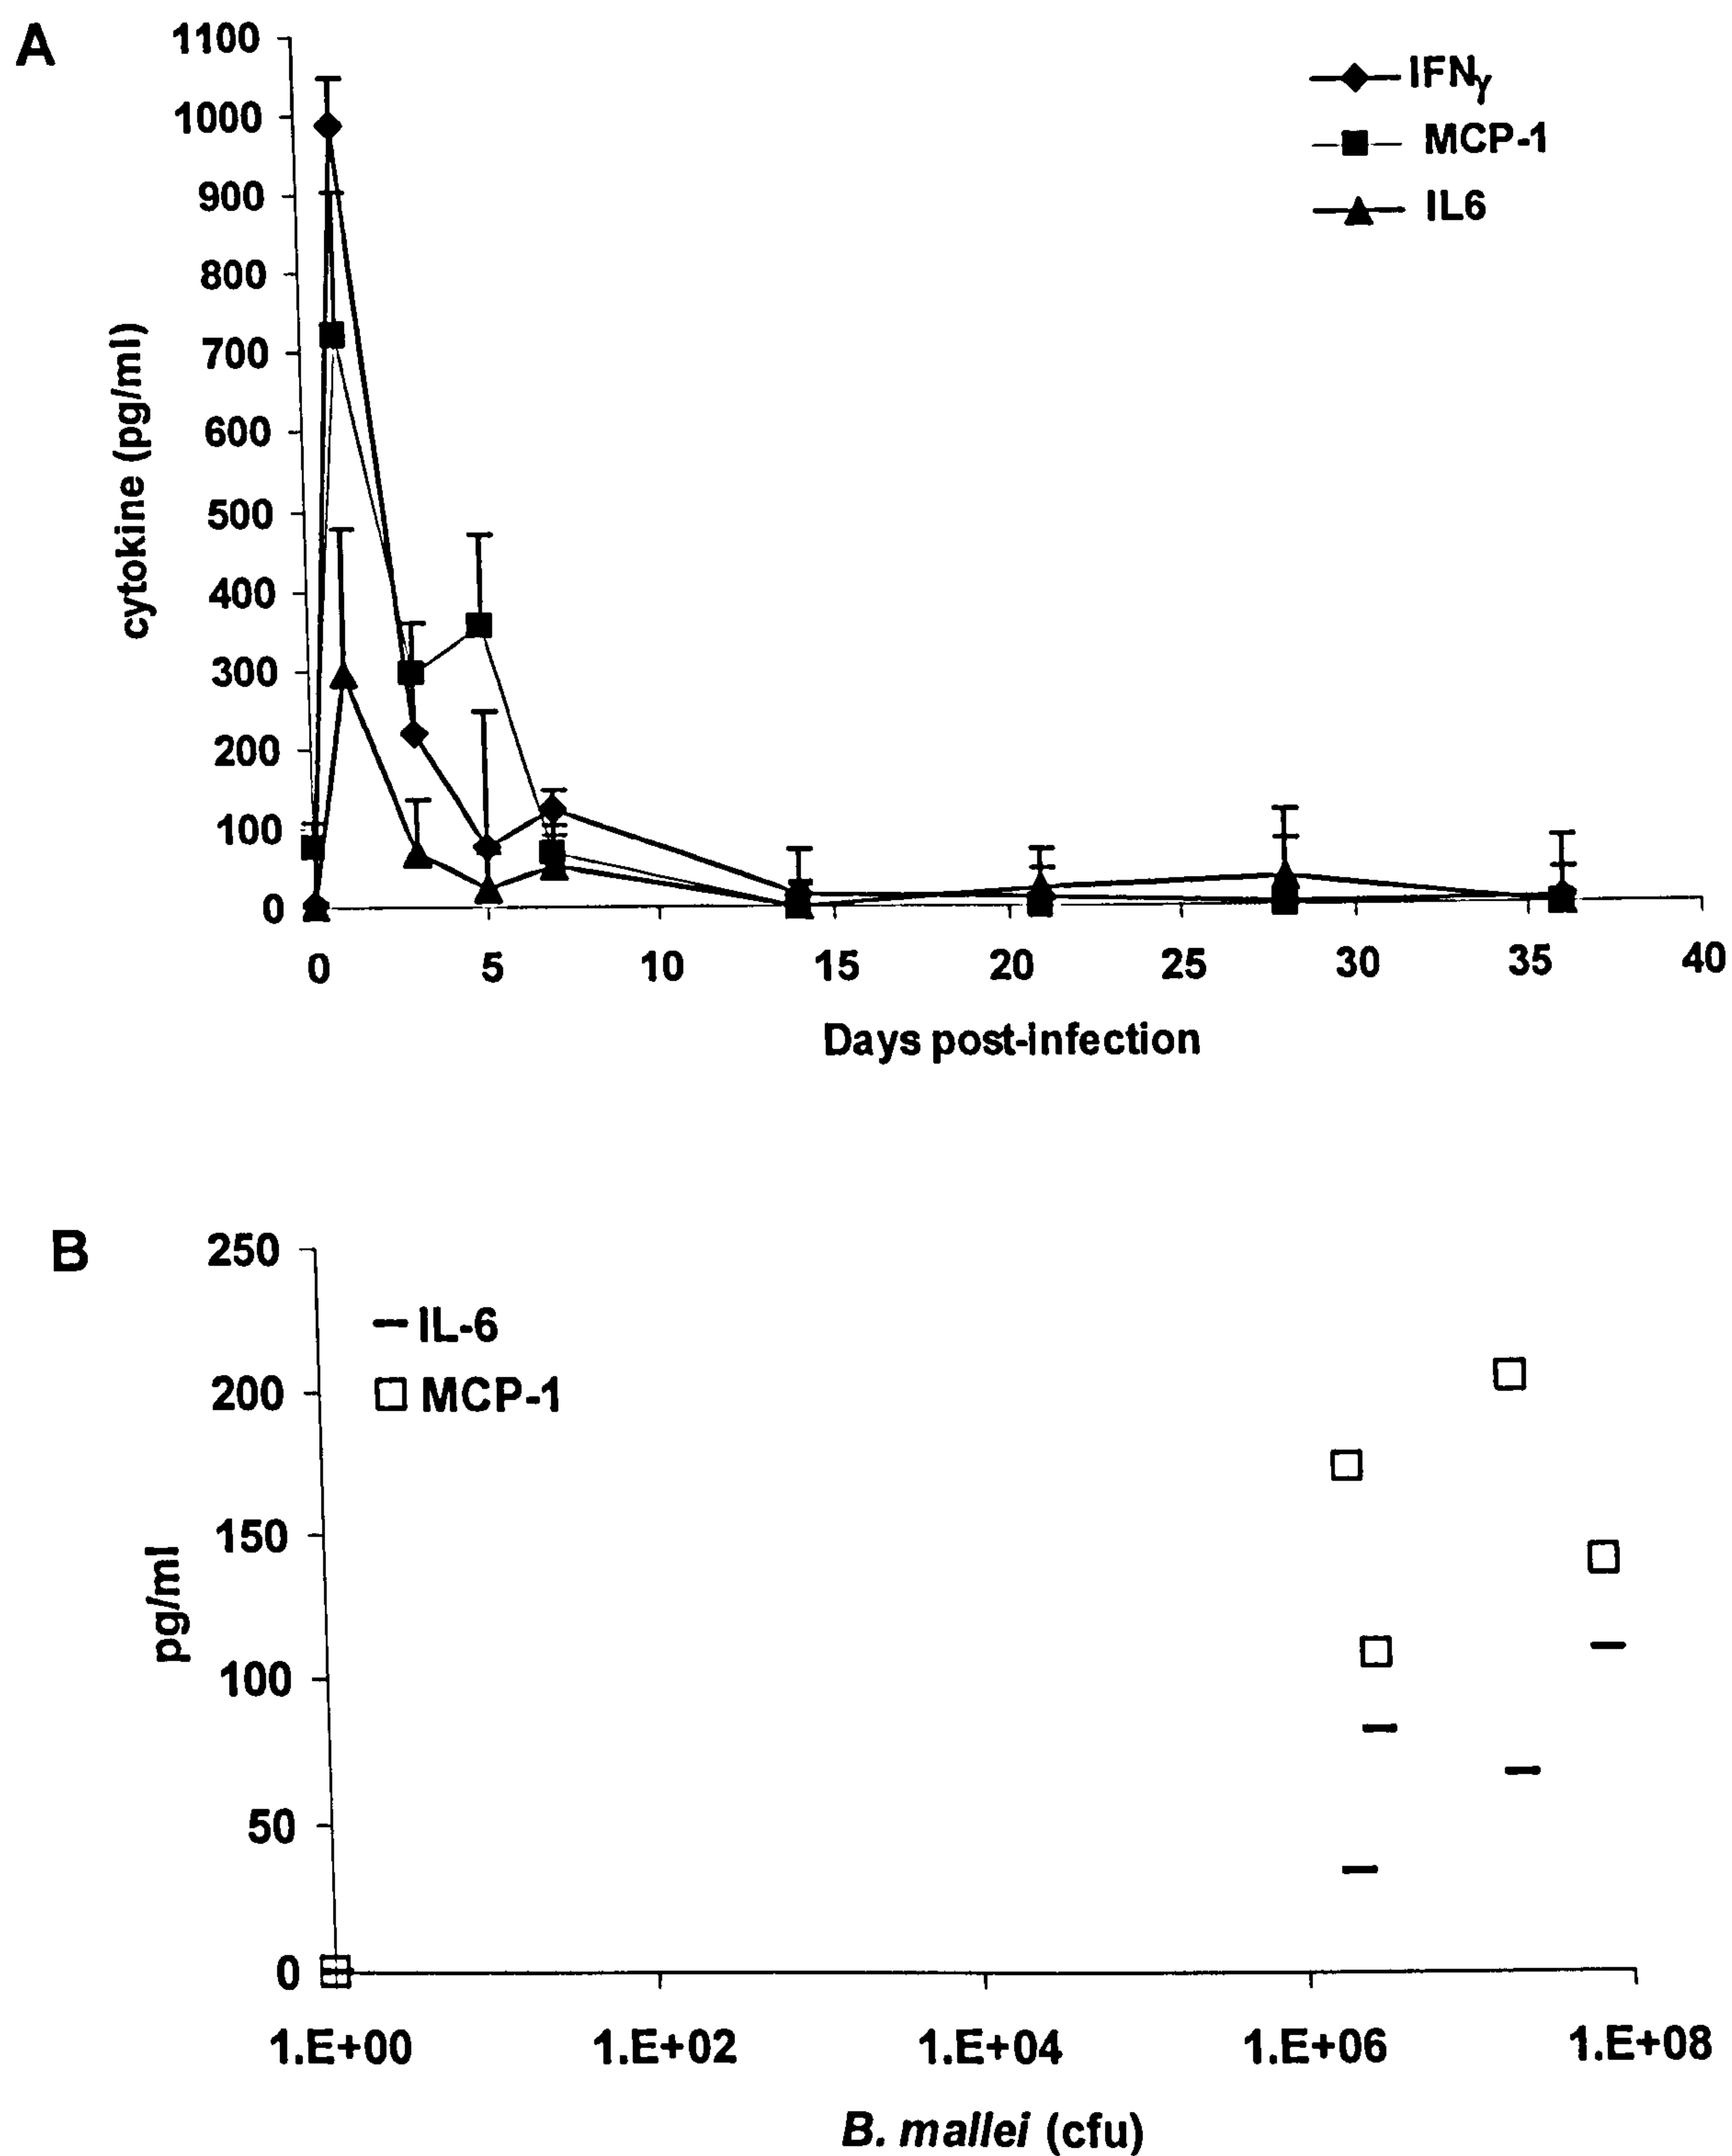 A
1100
1000
900
800
700
600
500
400
300
200
100
0
cytokine (pg/ml)
IFNγ
MCP-1
IL6
0 5 10 15 20 25 30 35 40
Days post-infection
B
250
200
150
100
50
0
pg/ml
IL-6
MCP-1
1.E+00 1.E+02 1.E+04 1.E+06 1.E+08
B. mallei (cfu)